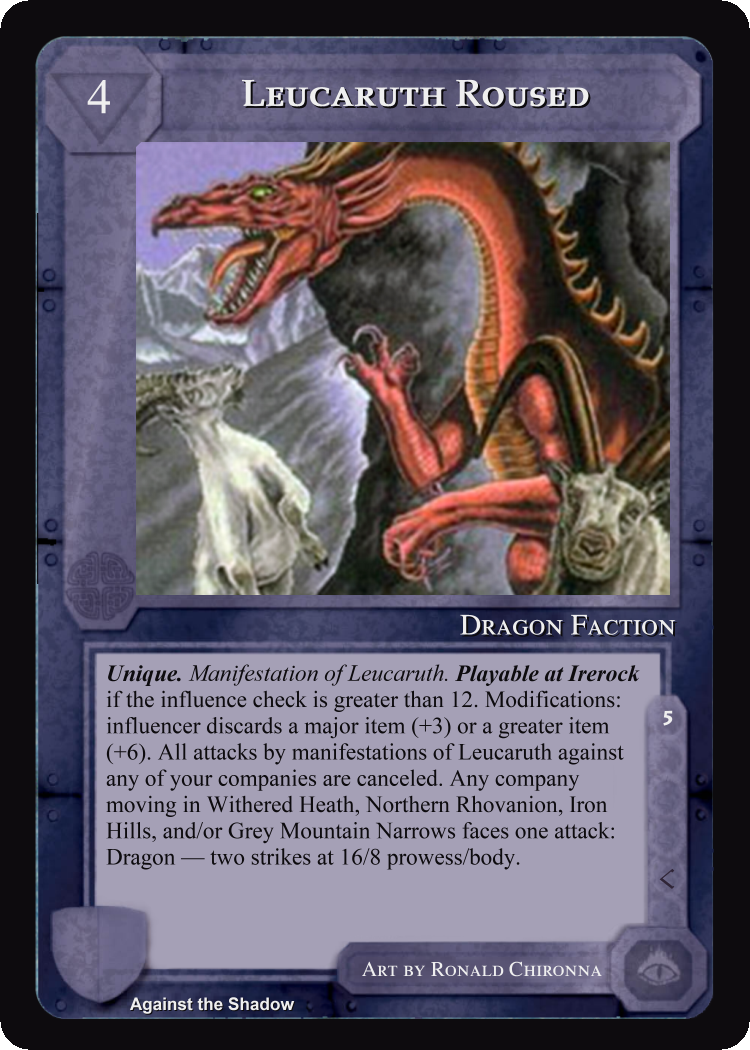 4
LEUCARUTH ROUSED
DRAGON FACTION
Unique. Manifestation of Leucaruth. Playable at Irerock
if the influence check is greater than 12. Modifications:
influencer discards a major item (+3) or a greater item
(+6). All attacks by manifestations of Leucaruth against
any of your companies are canceled. Any company
moving in Withered Heath, Northern Rhovanion, Iron
Hills, and/or Grey Mountain Narrows faces one attack:
Dragon — two strikes at 16/8 prowess/body.
5
ART BY RONALD CHIRONNA
Against the Shadow